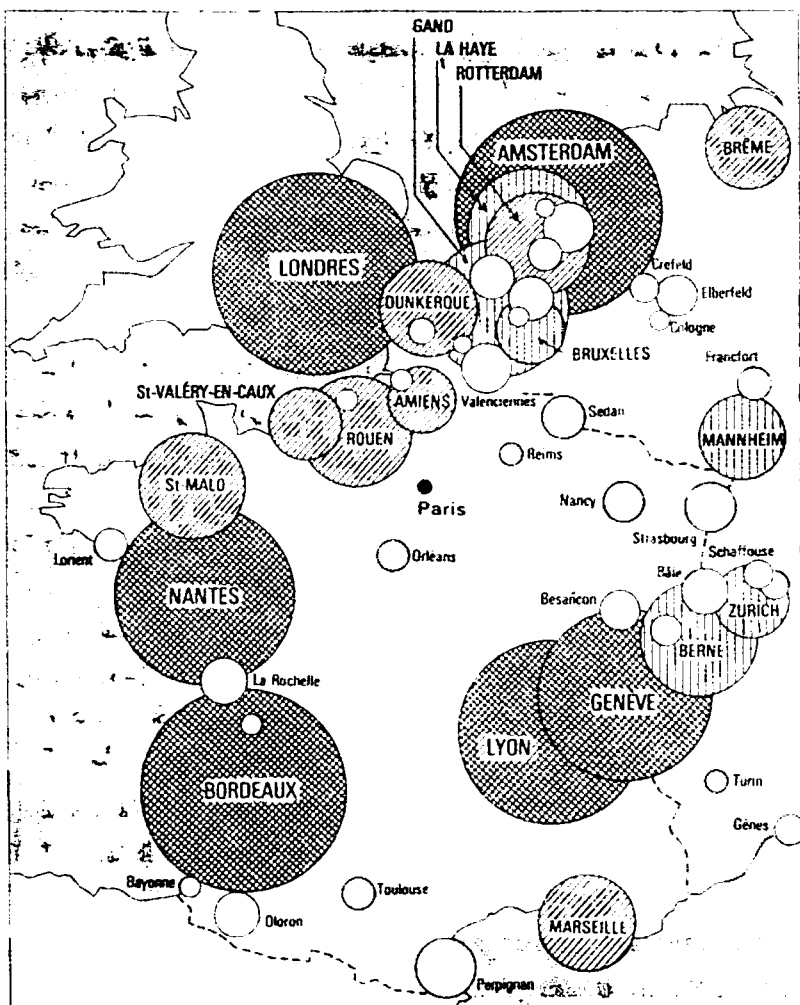 GAND
LA HAYE
ROTTERDAM
AMSTERDAM
BRÊME
LONDRES
DUNKERQUE
Crefeld
Elberfeld
Cologne
BRUXELLES
Francfort
St-VALÉRY-EN-CAUX
AMIENS
Valenciennes
Sedan
ROUEN
MANNHEIM
Reims
St MALO
Paris
Nancy
Strasbourg
Lorient
Orléans
Schaffouse
Bâle
NANTES
Besançon
ZURICH
BERNE
La Rochelle
GENÈVE
LYON
BORDEAUX
Turin
Gênes
Bayonne
Toulouse
Oloron
MARSEILLE
Perpignan